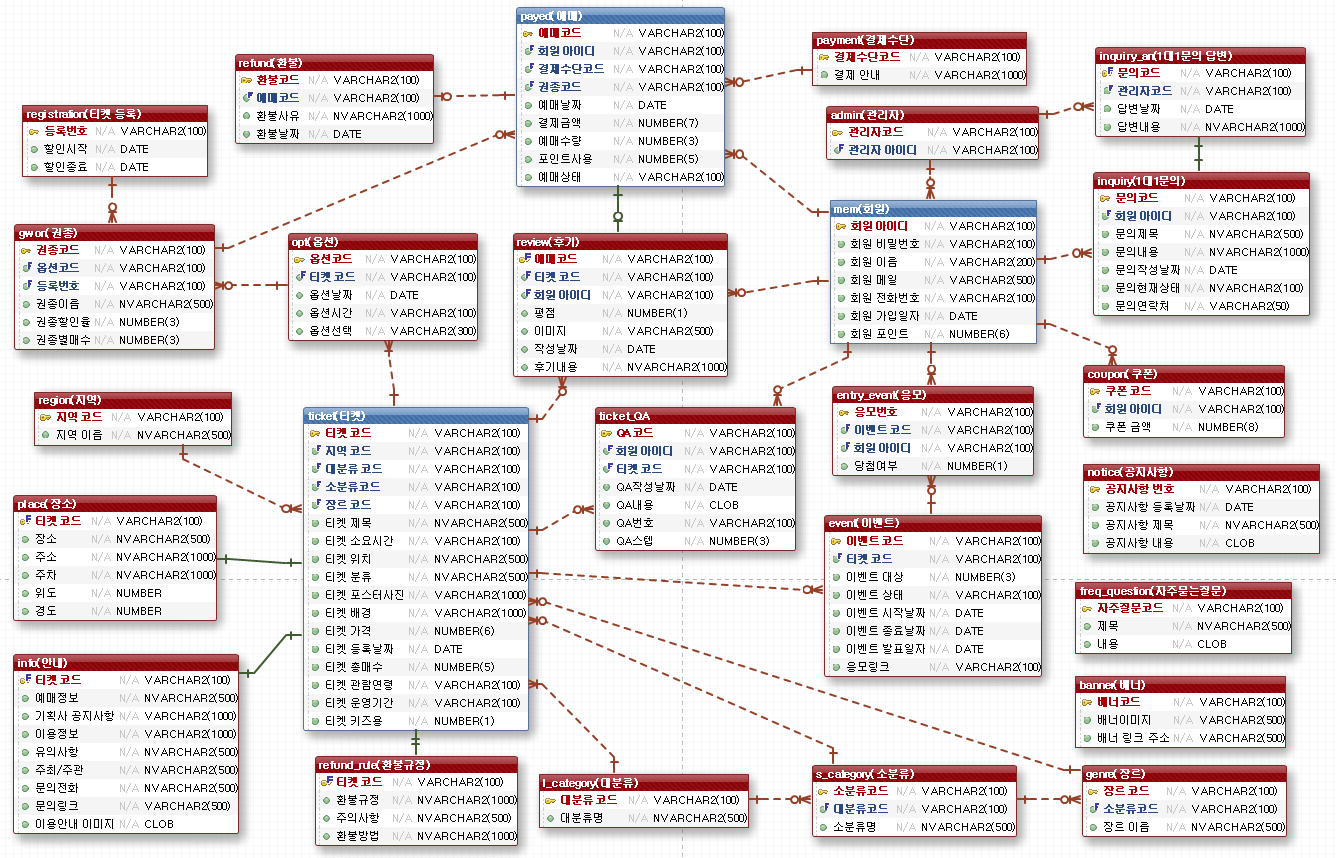 payed(예매)
예매코드 N/A VARCHAR2(100)
회원 아이디 N/A VARCHAR2(100)
결제수단코드 N/A VARCHAR2(100)
권종코드 N/A VARCHAR2(100)
예매날짜 N/A DATE
결제금액 N/A NUMBER(7)
예매수량 N/A NUMBER(3)
포인트사용 N/A NUMBER(5)
예매상태 N/A VARCHAR2(100)
payment(결제수단)
결제수단코드 N/A VARCHAR2(100)
결제 안내 N/A VARCHAR2(1000)
inquiry_an(1대1문의 답변)
문의코드 N/A VARCHAR2(100)
관리자코드 N/A VARCHAR2(100)
답변날짜 N/A DATE
답변내용 N/A NVARCHAR2(1000)
refund(환불)
환불코드 N/A VARCHAR2(100)
예매코드 N/A VARCHAR2(100)
환불사유 N/A NVARCHAR2(1000)
환불날짜 N/A DATE
registration(티켓 등록)
등록번호 N/A VARCHAR2(100)
할인시작 N/A DATE
할인종료 N/A DATE
admin(관리자)
관리자코드 N/A VARCHAR2(100)
관리자 아이디 N/A VARCHAR2(100)
inquiry(1대1문의)
문의코드 N/A VARCHAR2(100)
회원 아이디 N/A VARCHAR2(100)
문의제목 N/A NVARCHAR2(500)
문의내용 N/A NVARCHAR2(1000)
문의작성날짜 N/A DATE
문의현재상태 N/A NVARCHAR2(100)
문의연락처 N/A VARCHAR2(50)
gwon(권종)
권종코드 N/A VARCHAR2(100)
옵션코드 N/A VARCHAR2(100)
등록번호 N/A VARCHAR2(100)
권종이름 N/A NVARCHAR2(500)
권종할인율 N/A NUMBER(3)
권종별매수 N/A NUMBER(3)
opt(옵션)
옵션코드 N/A VARCHAR2(100)
티켓 코드 N/A VARCHAR2(100)
옵션날짜 N/A DATE
옵션시간 N/A VARCHAR2(100)
옵션선택 N/A VARCHAR2(300)
review(후기)
예매코드 N/A VARCHAR2(100)
티켓 코드 N/A VARCHAR2(100)
회원 아이디 N/A VARCHAR2(100)
평점 N/A NUMBER(1)
이미지 N/A VARCHAR2(500)
작성날짜 N/A DATE
후기내용 N/A NVARCHAR2(1000)
mem(회원)
회원 아이디 N/A VARCHAR2(100)
회원 비밀번호 N/A VARCHAR2(100)
회원 이름 N/A VARCHAR2(200)
회원 메일 N/A VARCHAR2(500)
회원 전화번호 N/A VARCHAR2(100)
회원 가입일자 N/A DATE
회원 포인트 N/A NUMBER(6)
coupon(쿠폰)
쿠폰 코드 N/A VARCHAR2(100)
회원 아이디 N/A VARCHAR2(100)
쿠폰 금액 N/A NUMBER(8)
region(지역)
지역 코드 N/A VARCHAR2(100)
지역 이름 N/A NVARCHAR2(500)
ticket(티켓)
티켓 코드 N/A VARCHAR2(100)
지역 코드 N/A VARCHAR2(100)
대분류 코드 N/A VARCHAR2(100)
소분류코드 N/A VARCHAR2(100)
장르 코드 N/A VARCHAR2(100)
티켓 제목 N/A NVARCHAR2(500)
티켓 소요시간 N/A VARCHAR2(100)
티켓 위치 N/A NVARCHAR2(500)
티켓 분류 N/A NVARCHAR2(500)
티켓 포스터사진 N/A VARCHAR2(1000)
티켓 배경 N/A VARCHAR2(1000)
티켓 가격 N/A NUMBER(6)
티켓 등록날짜 N/A DATE
티켓 총매수 N/A NUMBER(5)
티켓 관람연령 N/A VARCHAR2(100)
티켓 운영기간 N/A VARCHAR2(100)
티켓 키즈용 N/A NUMBER(1)
ticket_QA
QA코드 N/A VARCHAR2(100)
회원 아이디 N/A VARCHAR2(100)
티켓 코드 N/A VARCHAR2(100)
QA작성날짜 N/A DATE
QA내용 N/A CLOB
QA번호 N/A VARCHAR2(100)
QA스텝 N/A NUMBER(3)
entry_event(응모)
응모번호 N/A VARCHAR2(100)
이벤트코드 N/A VARCHAR2(100)
회원 아이디 N/A VARCHAR2(100)
당첨여부 N/A NUMBER(1)
notice(공지사항)
공지사항 번호 N/A VARCHAR2(100)
공지사항 등록날짜 N/A DATE
공지사항 제목 N/A NVARCHAR2(500)
공지사항 내용 N/A CLOB
place(장소)
티켓 코드 N/A VARCHAR2(100)
장소 N/A NVARCHAR2(500)
주소 N/A NVARCHAR2(1000)
주차 N/A NVARCHAR2(1000)
위도 N/A NUMBER
경도 N/A NUMBER
event(이벤트)
이벤트코드 N/A VARCHAR2(100)
티켓 코드 N/A VARCHAR2(100)
이벤트 대상 N/A NUMBER(3)
이벤트 상태 N/A VARCHAR2(100)
이벤트 시작날짜 N/A DATE
이벤트 종료날짜 N/A DATE
이벤트 발표일자 N/A DATE
응모링크 N/A VARCHAR2(100)
freq_question(자주묻는질문)
자주질문코드 N/A VARCHAR2(100)
제목 N/A NVARCHAR2(500)
내용 N/A CLOB
info(안내)
티켓 코드 N/A VARCHAR2(100)
예매정보 N/A NVARCHAR2(500)
기획사 공지사항 N/A VARCHAR2(1000)
이용정보 N/A VARCHAR2(1000)
유의사항 N/A NVARCHAR2(500)
주최/주관 N/A NVARCHAR2(500)
문의전화 N/A NVARCHAR2(500)
문의링크 N/A VARCHAR2(500)
이용안내 이미지 N/A CLOB
banner(배너)
배너코드 N/A VARCHAR2(100)
배너이미지 N/A VARCHAR2(500)
배너 링크 주소 N/A VARCHAR2(500)
refund_rule(환불규정)
티켓 코드 N/A VARCHAR2(100)
환불규정 N/A NVARCHAR2(1000)
주의사항 N/A NVARCHAR2(500)
환불방법 N/A NVARCHAR2(1000)
l_category(대분류)
대분류 코드 N/A VARCHAR2(100)
대분류명 N/A NVARCHAR2(500)
s_category(소분류)
소분류코드 N/A VARCHAR2(100)
대분류코드 N/A VARCHAR2(100)
소분류명 N/A NVARCHAR2(500)
genre(장르)
장르 코드 N/A VARCHAR2(100)
소분류코드 N/A VARCHAR2(100)
장르 이름 N/A NVARCHAR2(500)